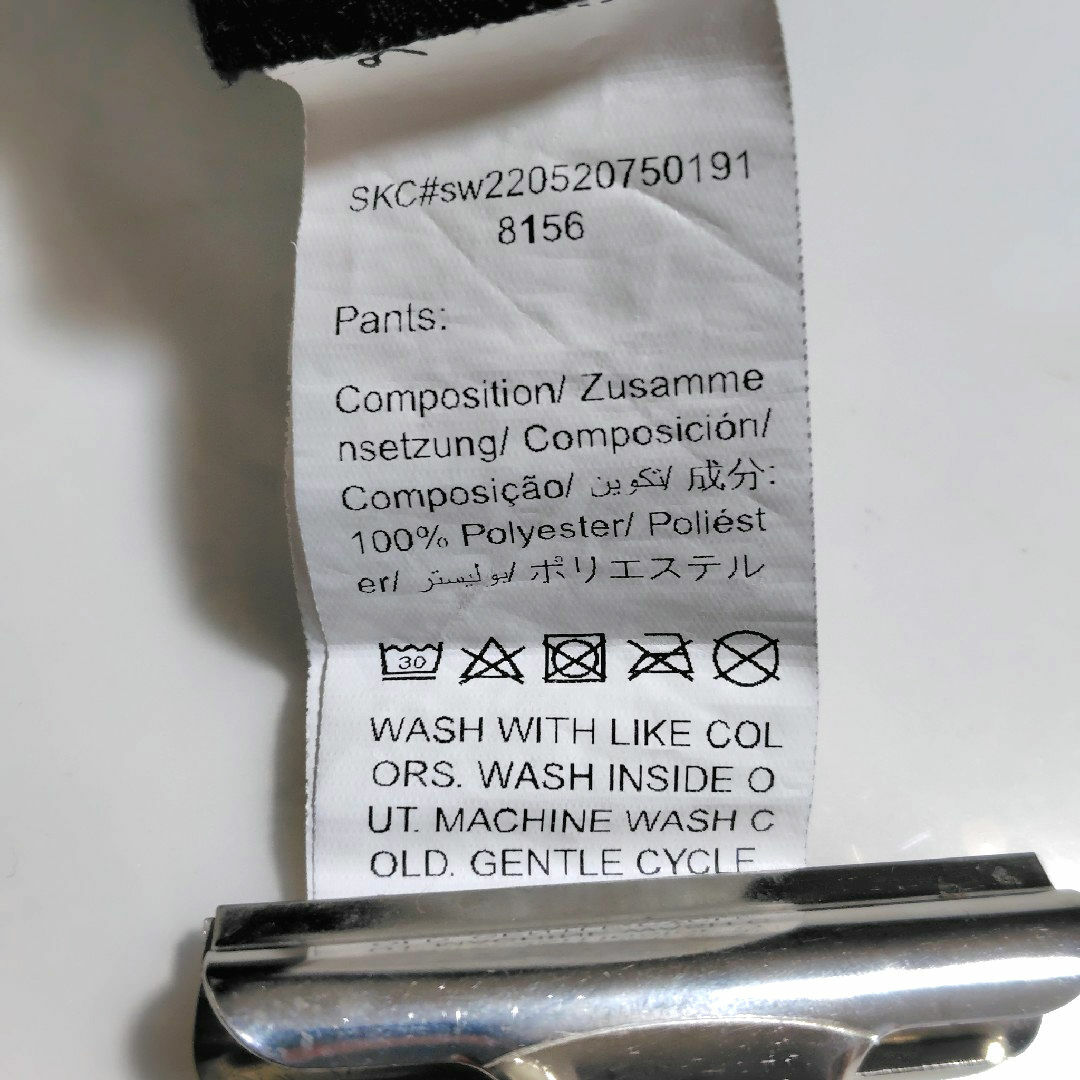 SKC#sw220520750191
8156
Pants:
Composition/ Zusamme
nsetzung/ Composición/
Composição/ تكوين/ 成分:
100% Polyester/ Poliést
er/ بوليستر/ ポリエステル
30
WASH WITH LIKE COL
ORS. WASH INSIDE O
UT. MACHINE WASH C
OLD. GENTLE CYCLE